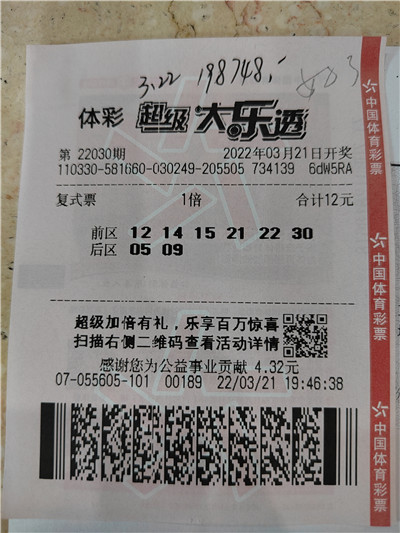 3.22 198748.-
体彩 超级大乐透
第 22030期 2022年03月21日开奖
110330-581660-030249-205505 734139 6dW5RA
复式票 1倍 合计12元
前区 12 14 15 21 22 30
后区 05 09
超级加倍有礼，乐享百万惊喜
扫描右侧二维码查看活动详情
感谢您为公益事业贡献 4.32元
07-055605-101 00189 22/03/21 19:46:38
中国体育彩票
中国体育彩票
中国体育彩票